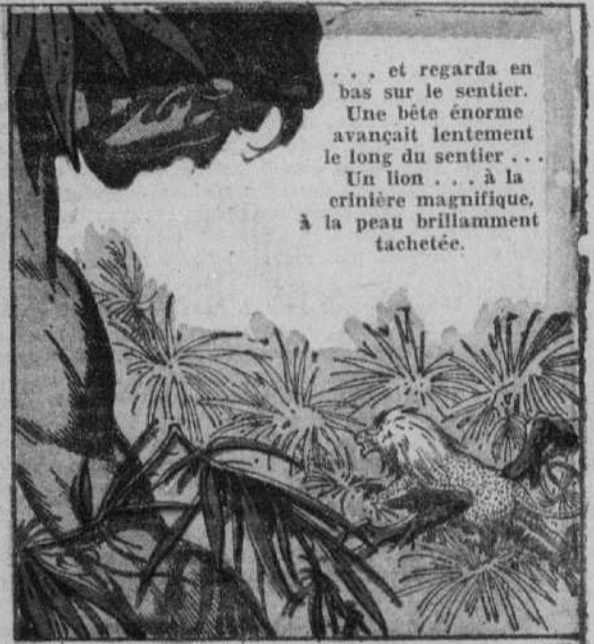 . . . et regarda en
bas sur le sentier.
Une bête énorme
avançait lentement
le long du sentier . . .
Un lion . . . à la
crinière magnifique,
à la peau brillamment
tachetée.